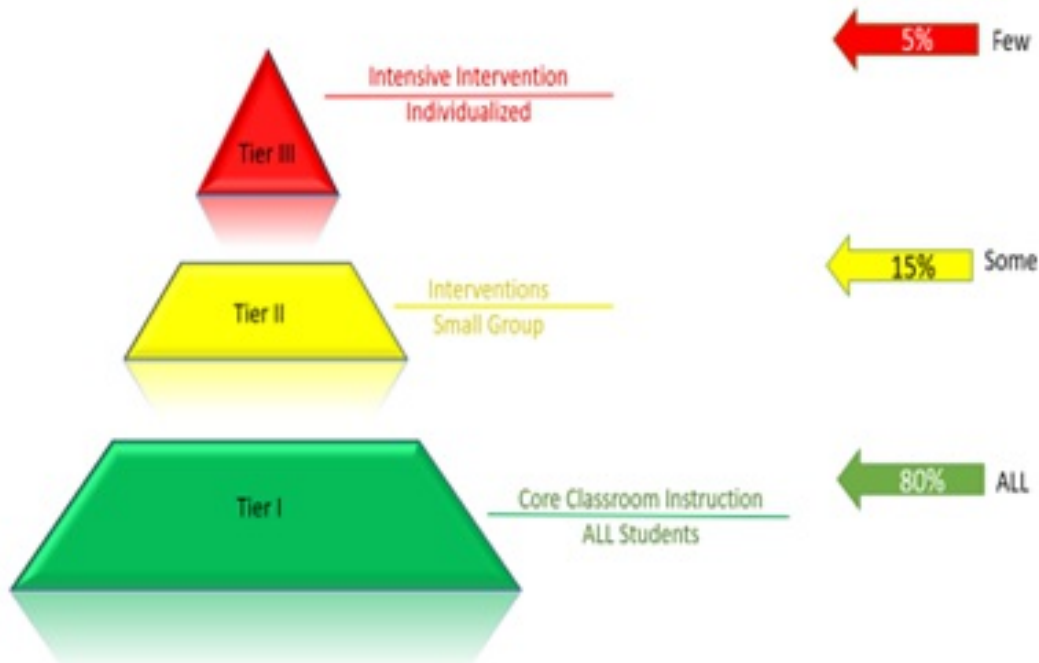 5% Few
Intensive Intervention
Individualized
Tier III
15% Some
Interventions
Small Group
Tier II
80% ALL
Core Classroom Instruction
ALL Students
Tier I